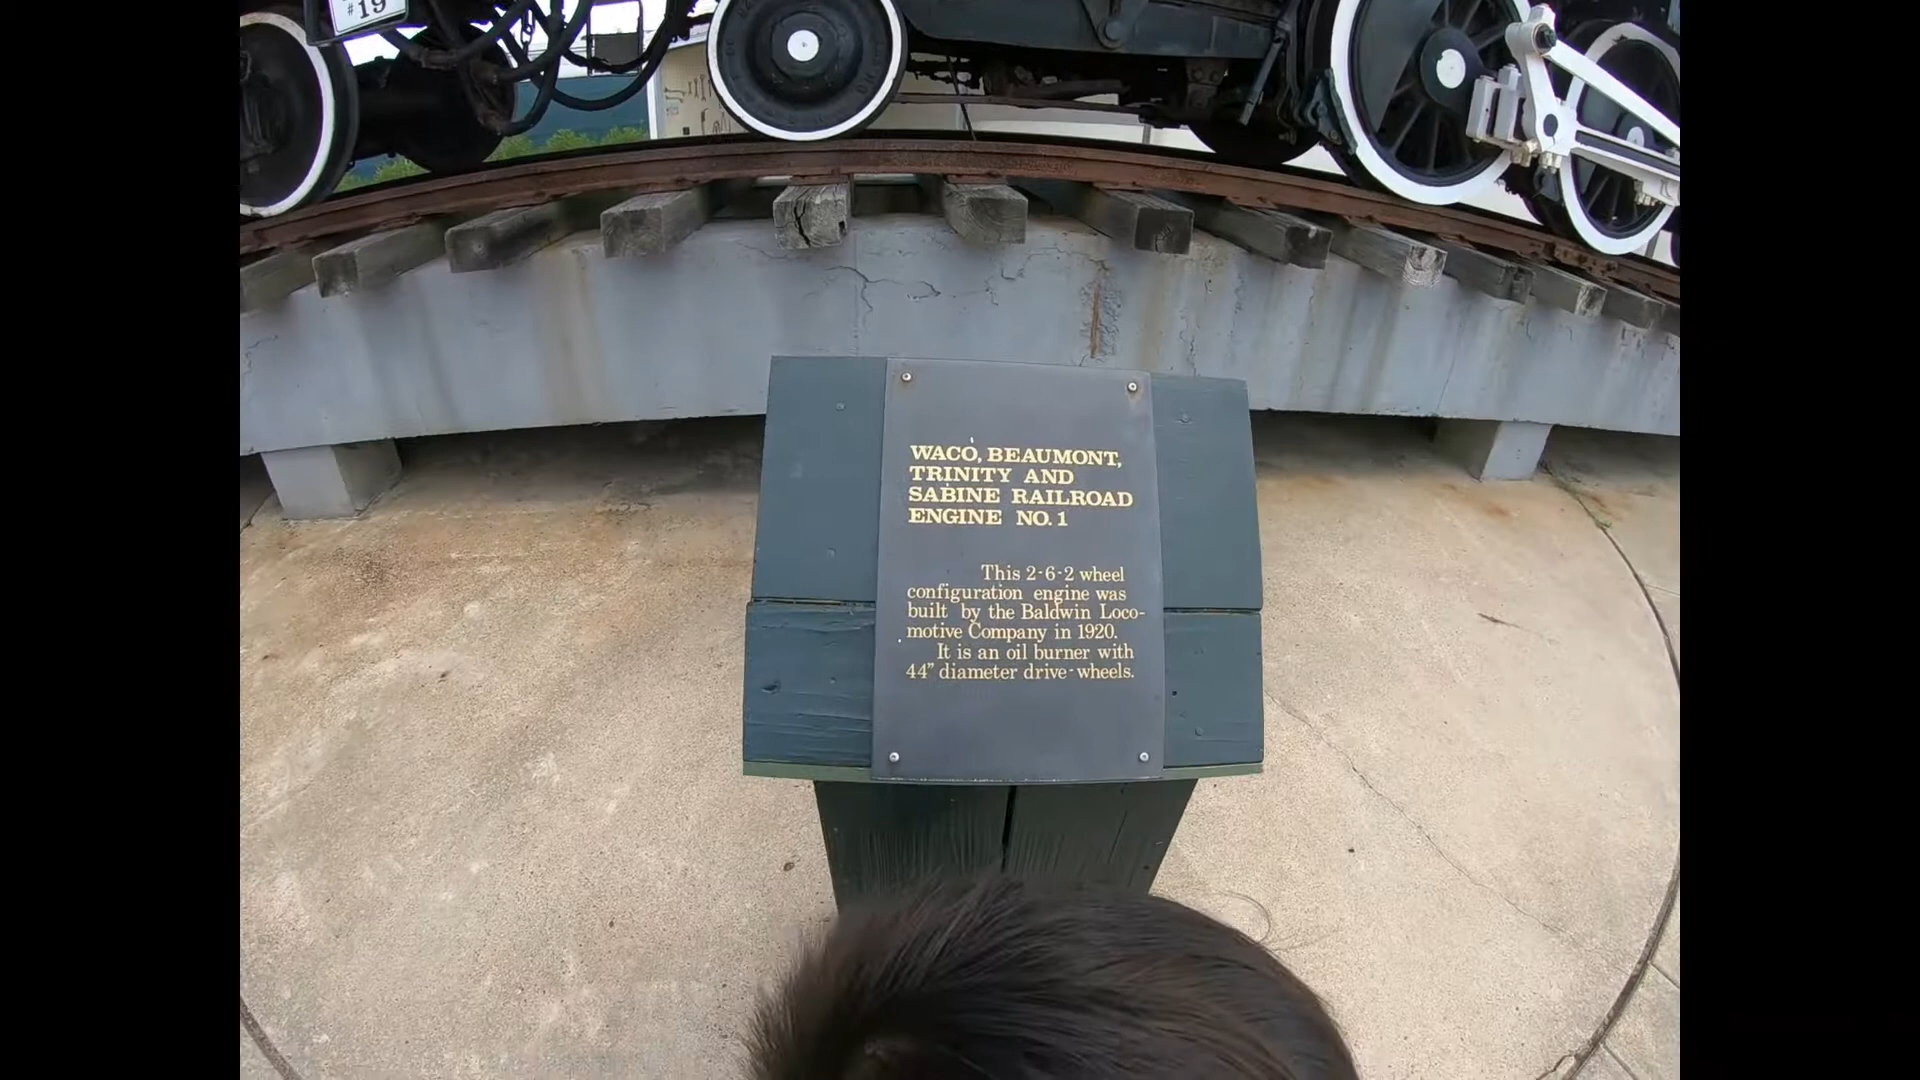 #19
WACO, BEAUMONT,
TRINITY AND
SABINE RAILROAD
ENGINE NO. 1
This 2-6-2 wheel
configuration engine was
built by the Baldwin Loco-
motive Company in 1920.
It is an oil burner with
44" diameter drive-wheels.